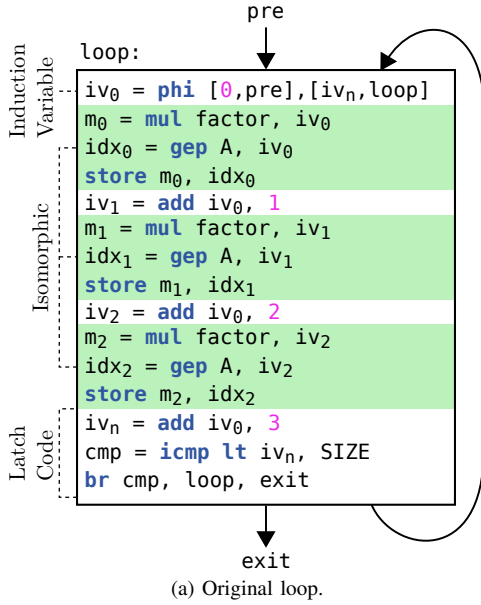 pre
loop:
Induction
Variable
iv₀ = phi [0,pre],[ivₙ,loop]
m₀ = mul factor, iv₀
idx₀ = gep A, iv₀
store m₀, idx₀
Isomorphic
iv₁ = add iv₀, 1
m₁ = mul factor, iv₁
idx₁ = gep A, iv₁
store m₁, idx₁
iv₂ = add iv₀, 2
m₂ = mul factor, iv₂
idx₂ = gep A, iv₂
store m₂, idx₂
Latch
Code
ivₙ = add iv₀, 3
cmp = icmp lt ivₙ, SIZE
br cmp, loop, exit
exit
(a) Original loop.